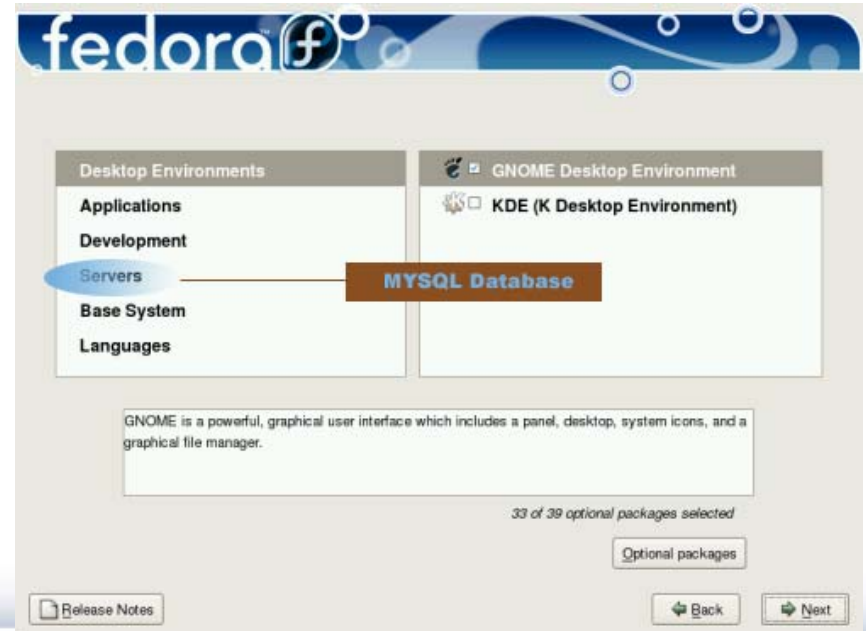 fedora
Desktop Environments
Applications
Development
Servers
Base System
Languages
GNOME Desktop Environment
KDE (K Desktop Environment)
MYSQL Database
GNOME is a powerful, graphical user interface which includes a panel, desktop, system icons, and a
graphical file manager.
33 of 39 optional packages selected
Optional packages
Release Notes
Back
Next